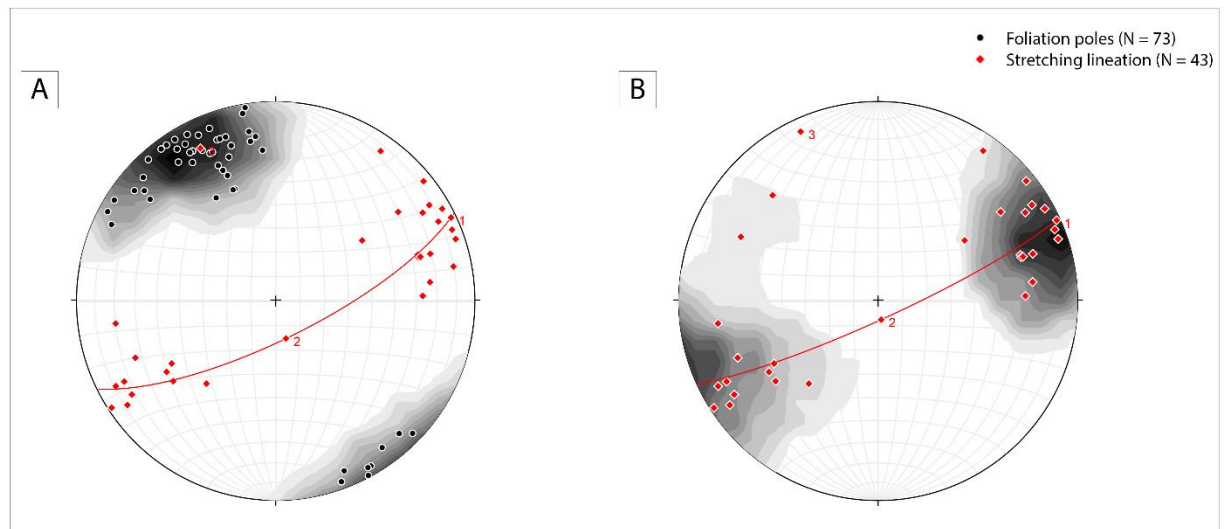 Foliation poles (N = 73)
Stretching lineation (N = 43)
A
B
1
2
3
1
2